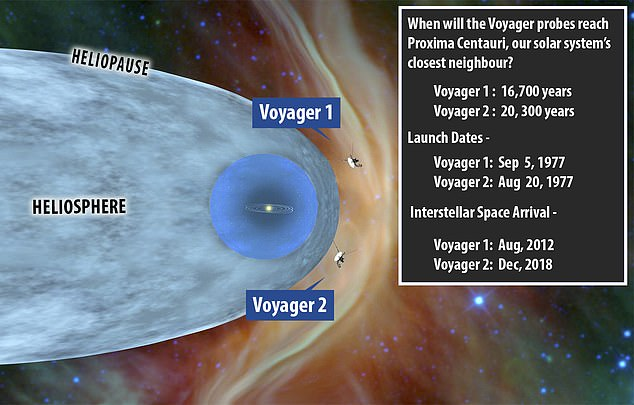 HELIOPAUSE
Voyager 1
HELIOSPHERE
Voyager 2
When will the Voyager probes reach
Proxima Centauri, our solar system's
closest neighbour?
Voyager 1 : 16,700 years
Voyager 2 : 20, 300 years
Launch Dates -
Voyager 1: Sep 5, 1977
Voyager 2: Aug 20, 1977
Interstellar Space Arrival -
Voyager 1: Aug, 2012
Voyager 2: Dec, 2018